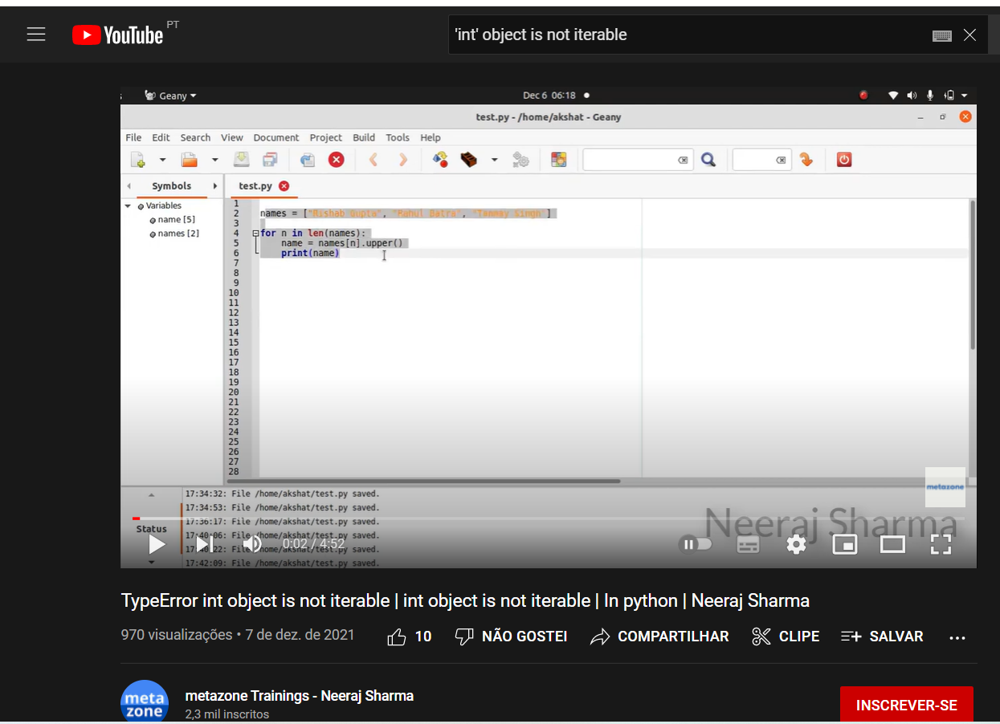 YouTube PT
'int' object is not iterable
Geany
Dec 6 06:18
test.py - /home/akshat - Geany
File Edit Search View Document Project Build Tools Help
Symbols
test.py
Variables
name [5]
names [2]
1
2 names = ["Rishab Gupta", "Rahul Batra", "Tanmay Singh"]
3
4 for n in len(names):
5 name = names[n].upper()
6 print(name)
7
8
9
10
11
12
13
14
15
16
17
18
19
20
21
22
23
24
25
26
27
28
17:34:32: File /home/akshat/test.py saved.
17:34:53: File /home/akshat/test.py saved.
17:36:17: File /home/akshat/test.py saved.
17:40:06: File /home/akshat/test.py saved.
17:40:22: File /home/akshat/test.py saved.
17:42:09: File /home/akshat/test.py saved.
Status
metazone
Neeraj Sharma
0:02 / 4:52
TypeError int object is not iterable | int object is not iterable | In python | Neeraj Sharma
970 visualizações • 7 de dez. de 2021
10 NÃO GOSTEI COMPARTILHAR CLIPE SALVAR
meta
zone
metazone Trainings - Neeraj Sharma
2,3 mil inscritos
INSCREVER-SE